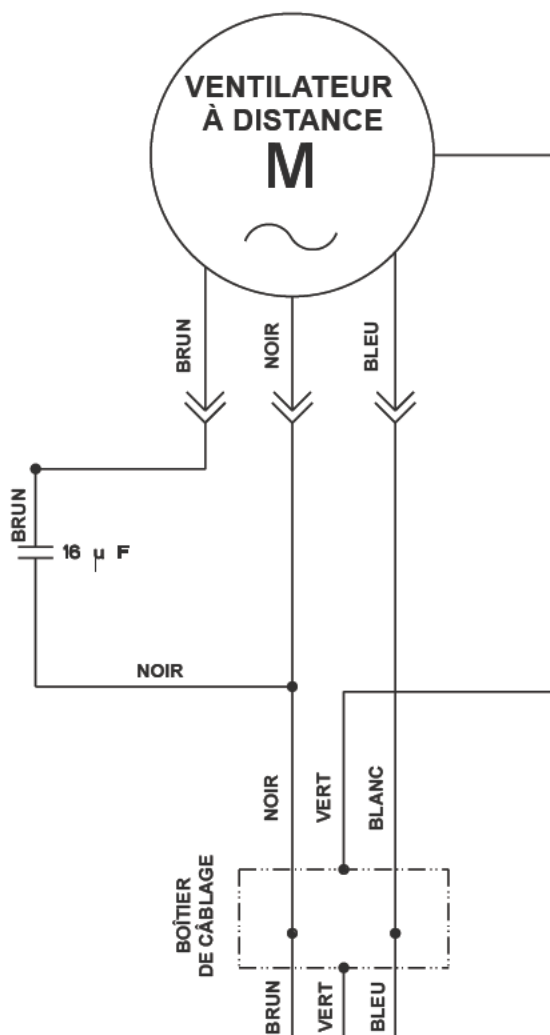 VENTILATEUR
À DISTANCE
M
BRUN
NOIR
BLEU
BRUN
16 µ F
NOIR
NOIR
VERT
BLANC
BOÎTIER
DE CÂBLAGE
BRUN
VERT
BLEU